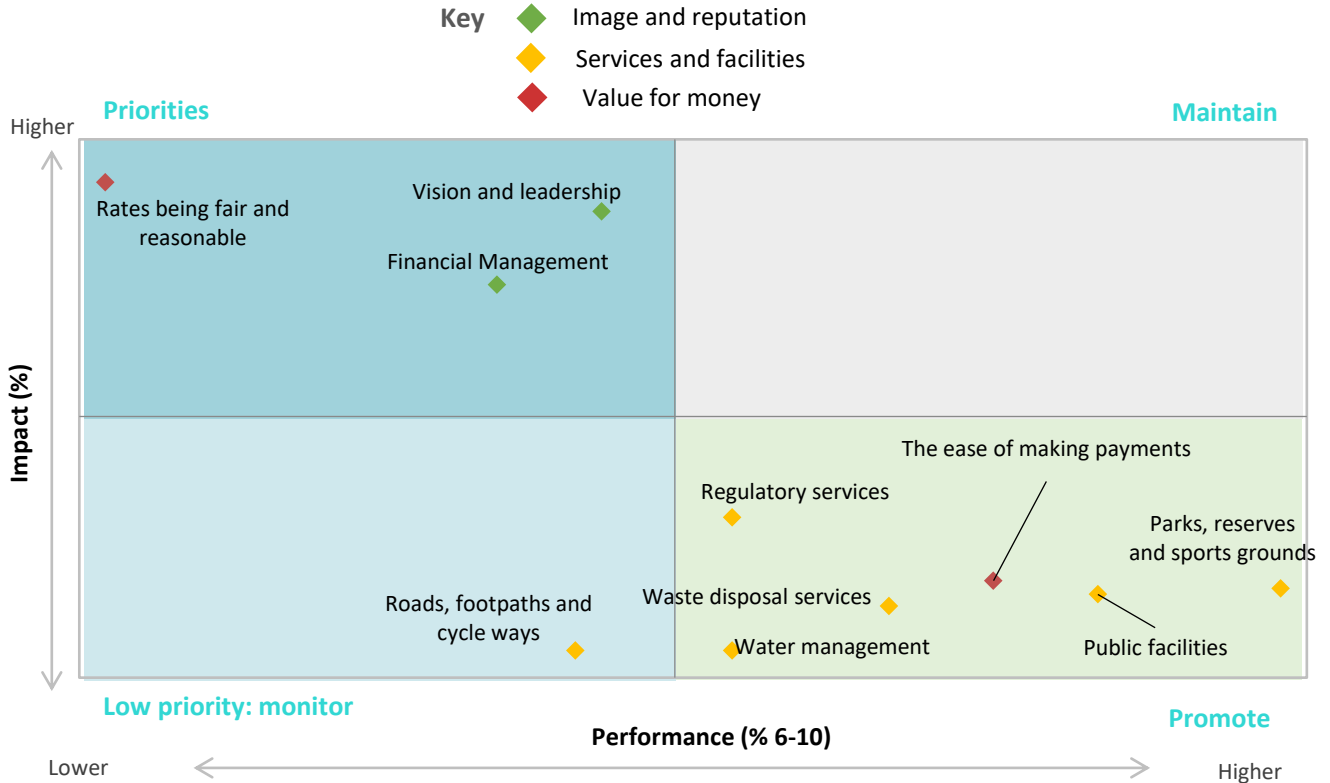 Key
Image and reputation
Services and facilities
Value for money
Priorities
Maintain
Higher
Vision and leadership
Rates being fair and
reasonable
Financial Management
Impact (%)
The ease of making payments
Regulatory services
Parks, reserves
and sports grounds
Waste disposal services
Roads, footpaths and
cycle ways
Water management
Public facilities
Low priority: monitor
Promote
Performance (% 6-10)
Lower
Higher